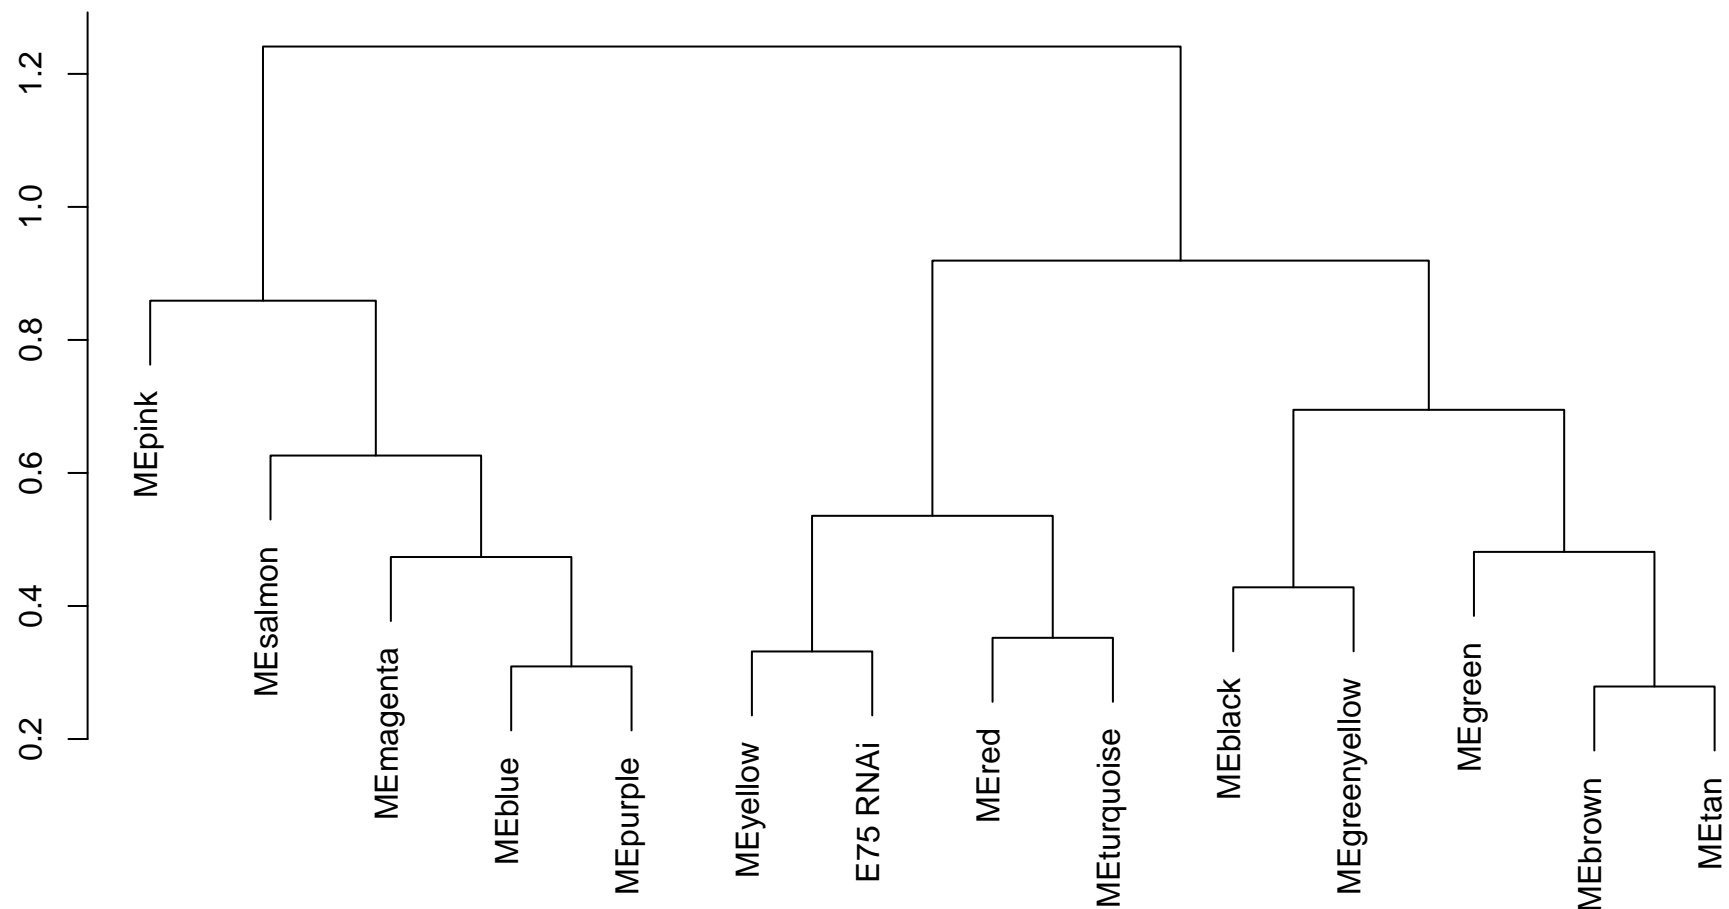 1.2
1.0
0.8
0.6
0.4
0.2
MEpink
MEsalmon
MEmagenta
MEblue
MEpurple
MEyellow
E75 RNAi
MEred
MEturquoise
MEblack
MEgreenyellow
MEgreen
MEbrown
MEtan